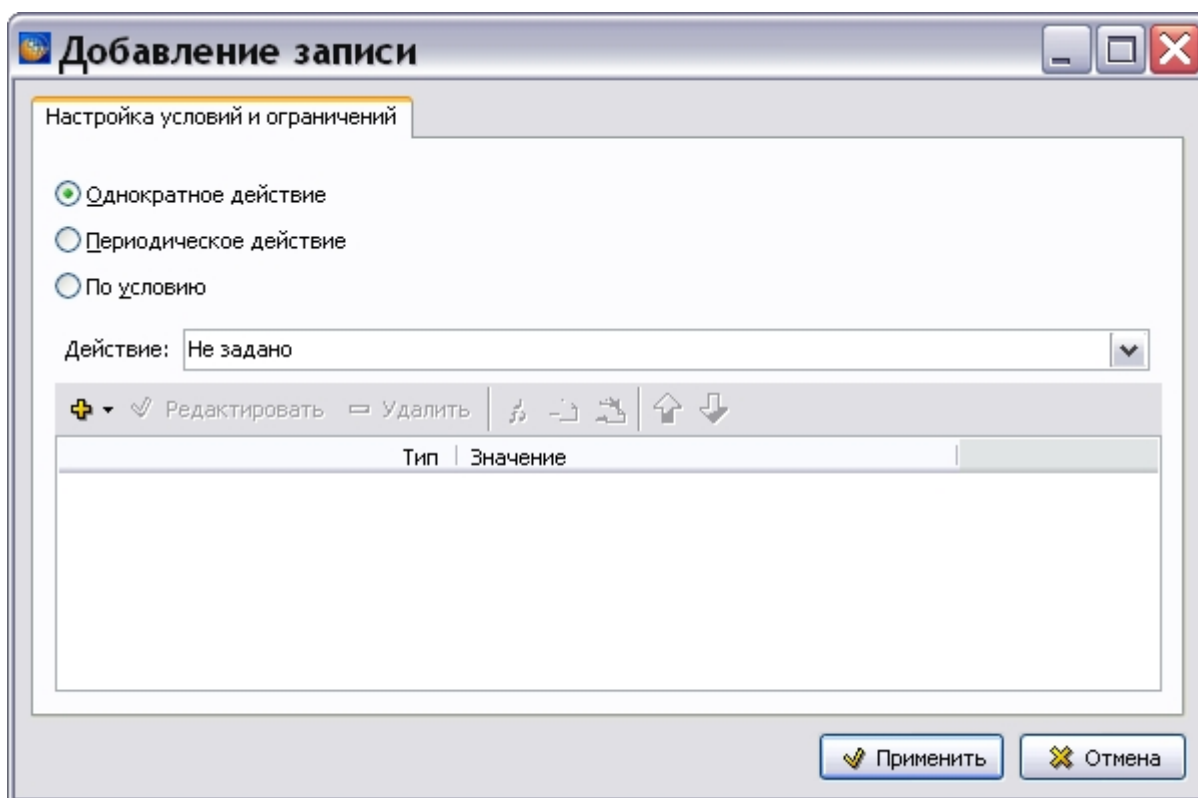 Добавление записи
Настройка условий и ограничений
Однократное действие
Периодическое действие
По условию
Действие: Не задано
Редактировать Удалить
Тип Значение
Применить Отмена